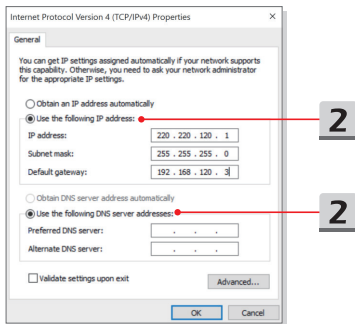 Internet Protocol Version 4 (TCP/IPv4) Properties
General
You can get IP settings assigned automatically if your network supports
this capability. Otherwise, you need to ask your network administrator
for the appropriate IP settings.
Obtain an IP address automatically
Use the following IP address:
2
IP address: 220 . 220 . 120 . 1
Subnet mask: 255 . 255 . 255 . 0
Default gateway: 192 . 168 . 120 . 3
Obtain DNS server address automatically
Use the following DNS server addresses:
2
Preferred DNS server: . . .
Alternate DNS server: . . .
Validate settings upon exit
Advanced...
OK Cancel